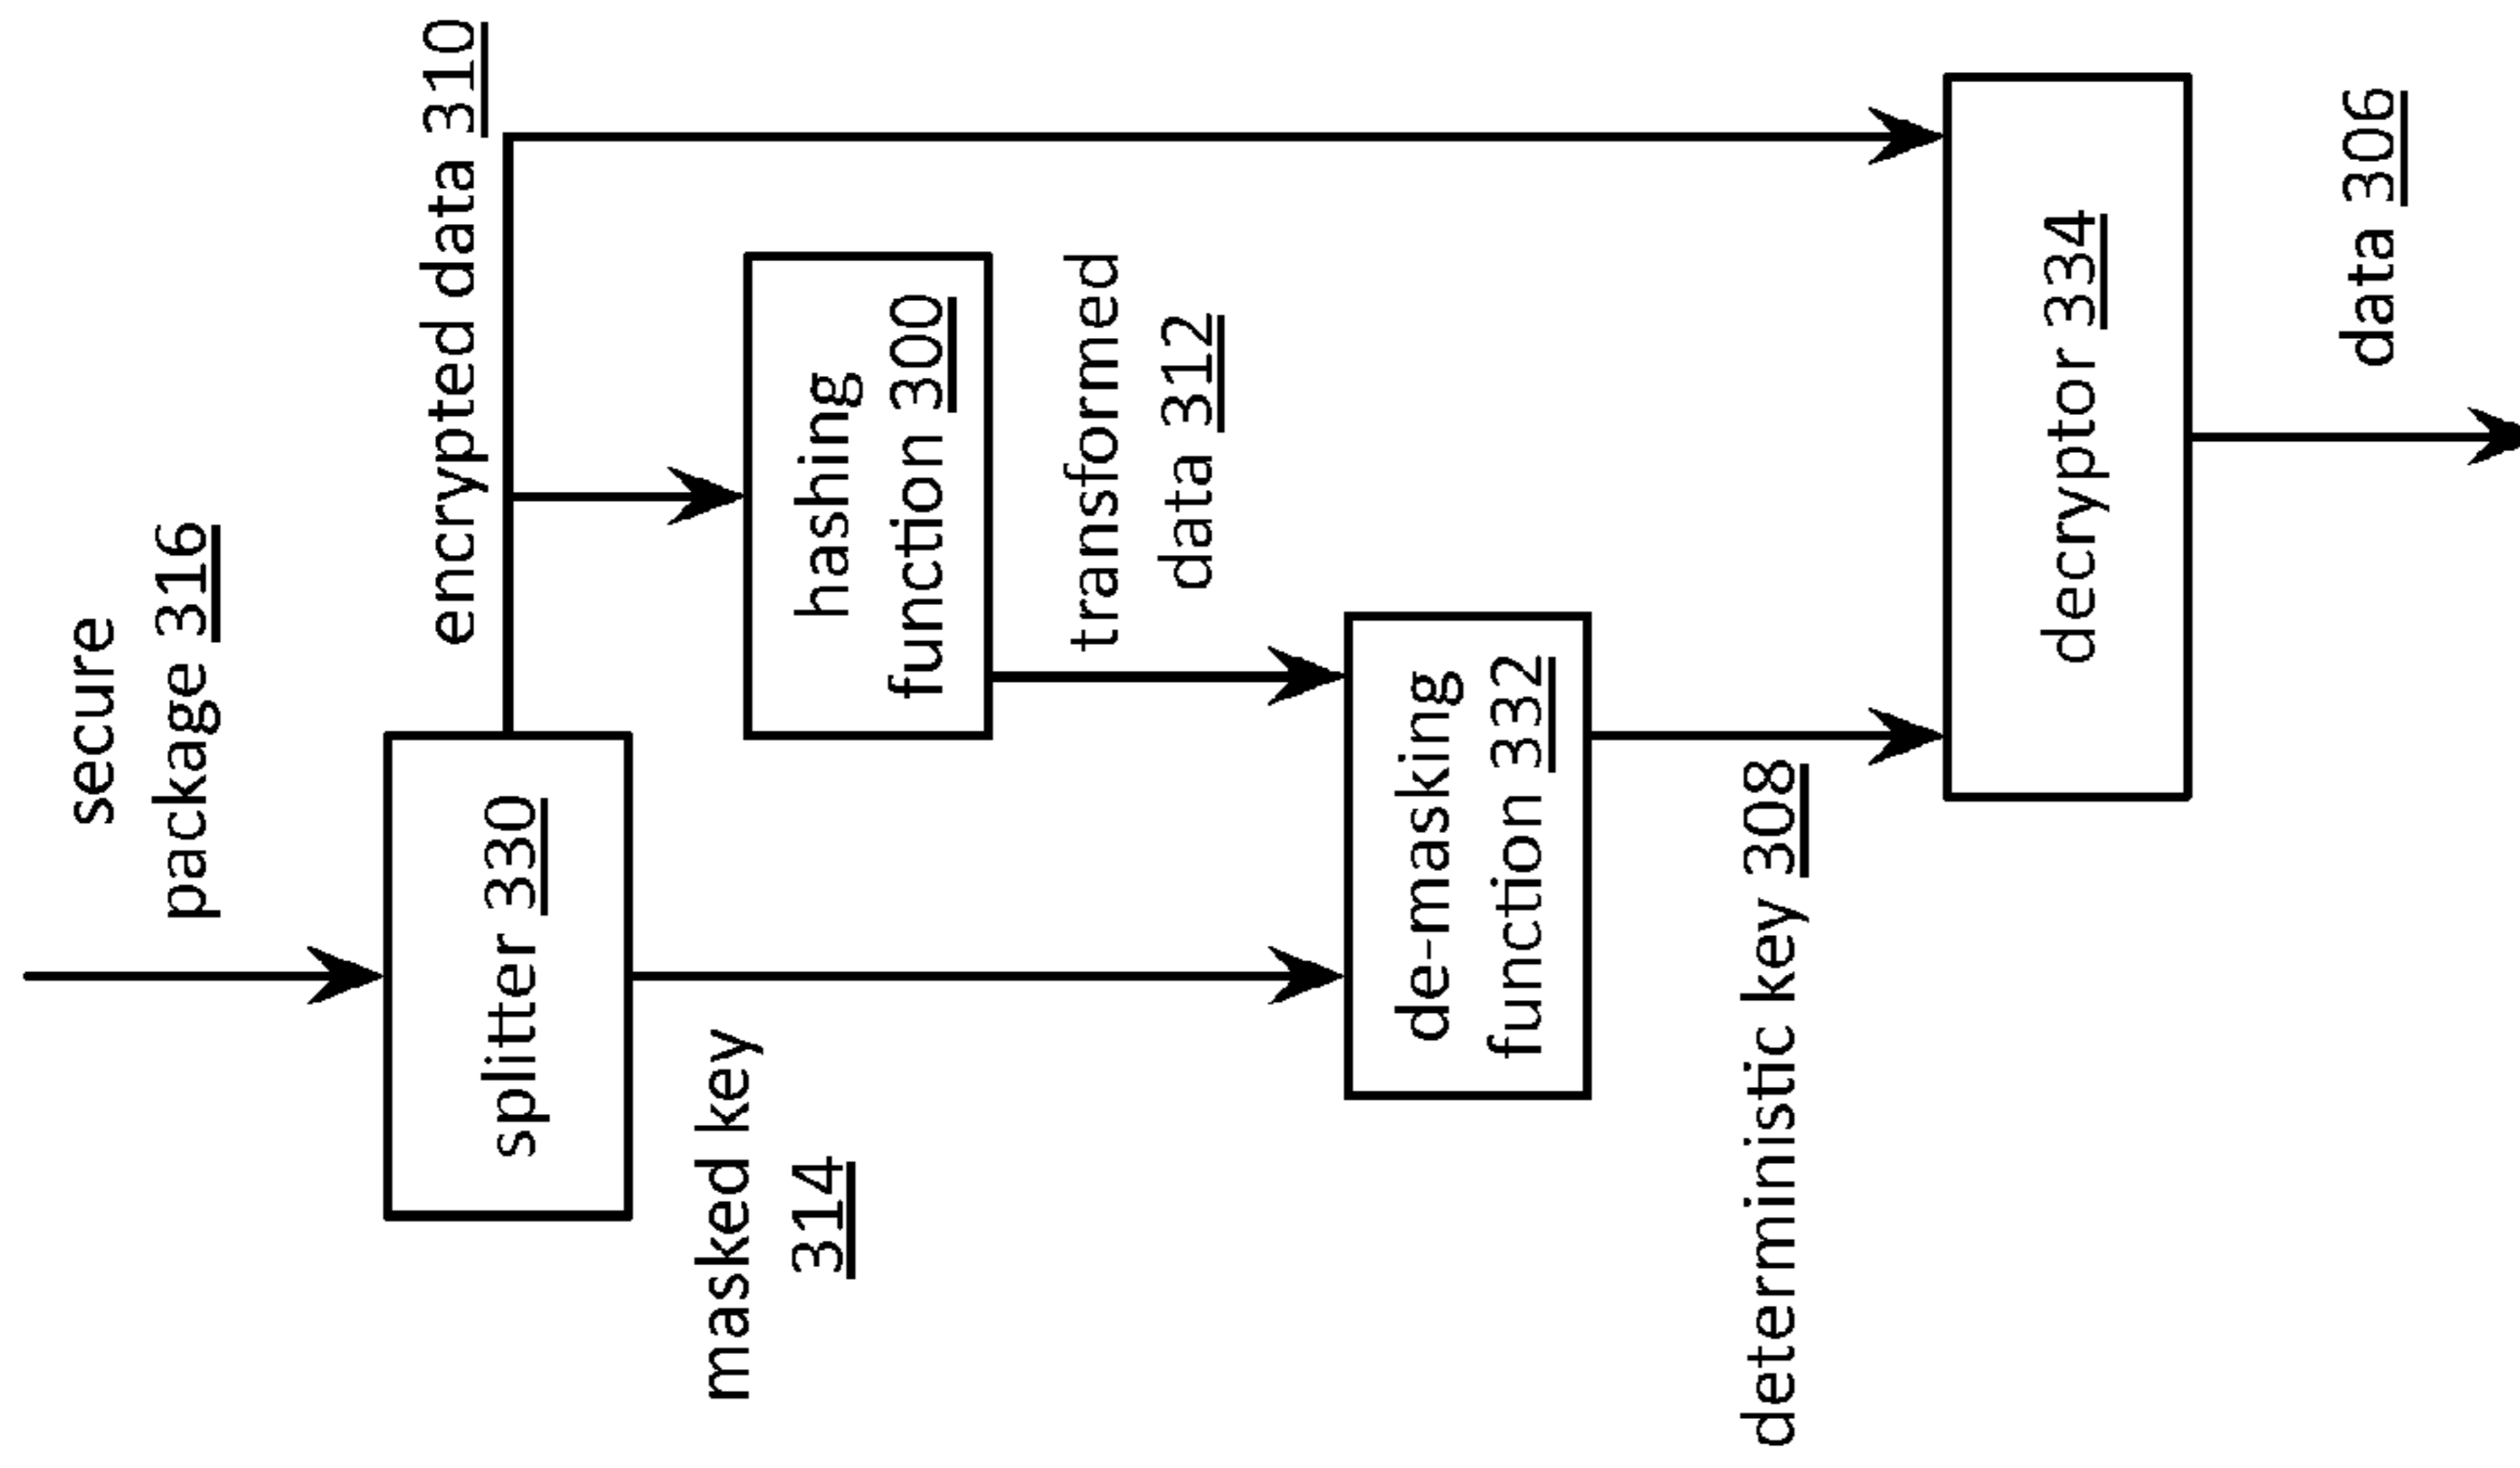 secure
package 316
encrypted data 310
splitter 330
masked key
314
hashing
function 300
transformed
data 312
de-masking
function 332
deterministic key 308
decryptor 334
data 306